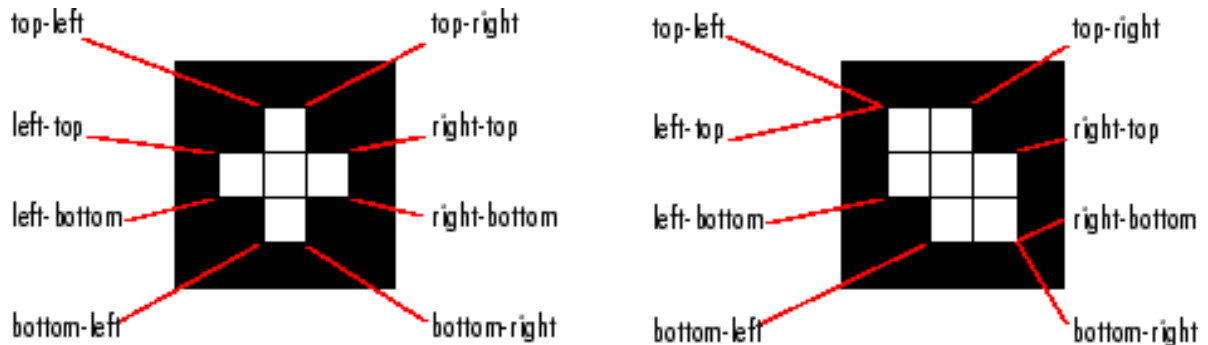 top-left
top-right
left-top
right-top
left-bottom
right-bottom
bottom-left
bottom-right
top-left
top-right
left-top
right-top
left-bottom
right-bottom
bottom-left
bottom-right